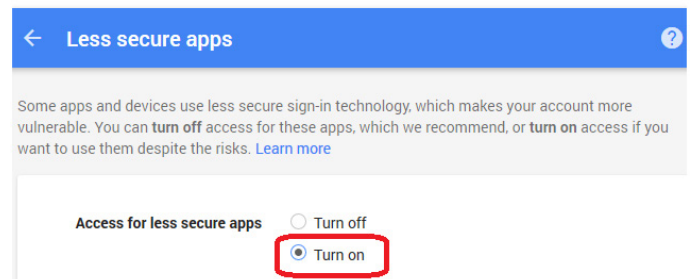 Less secure apps
Some apps and devices use less secure sign-in technology, which makes your account more
vulnerable. You can turn off access for these apps, which we recommend, or turn on access if you
want to use them despite the risks. Learn more
Access for less secure apps Turn off
Turn on